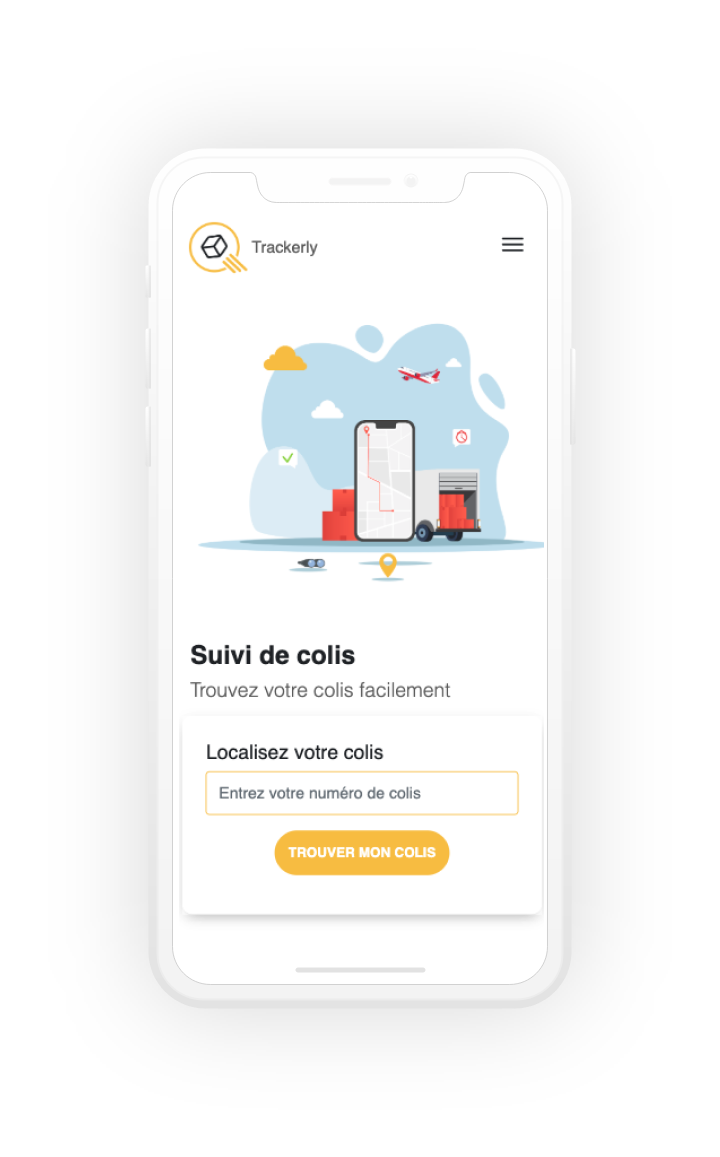 Trackerly
Suivi de colis
Trouvez votre colis facilement
Localisez votre colis
Entrez votre numéro de colis
TROUVER MON COLIS